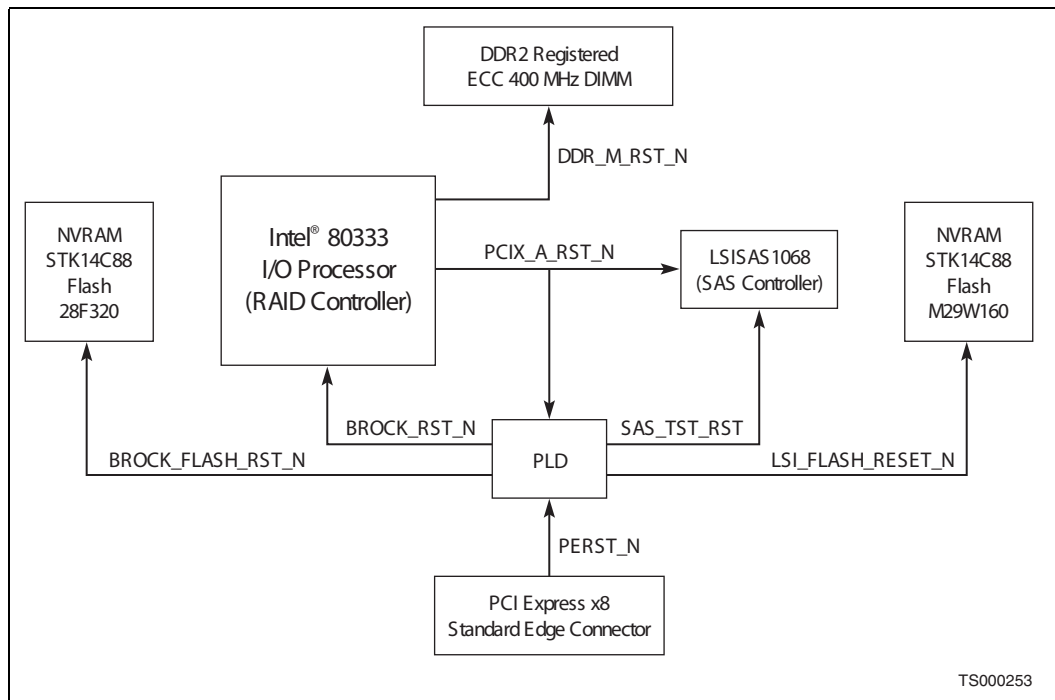 DDR2 Registered
ECC 400 MHz DIMM
DDR_M_RST_N
NVRAM
STK14C88
Flash
28F320
Intel® 80333
I/O Processor
(RAID Controller)
PCIX_A_RST_N
LSISAS1068
(SAS Controller)
NVRAM
STK14C88
Flash
M29W160
BROCK_RST_N
SAS_TST_RST
BROCK_FLASH_RST_N
PLD
LSI_FLASH_RESET_N
PERST_N
PCI Express x8
Standard Edge Connector
TS000253